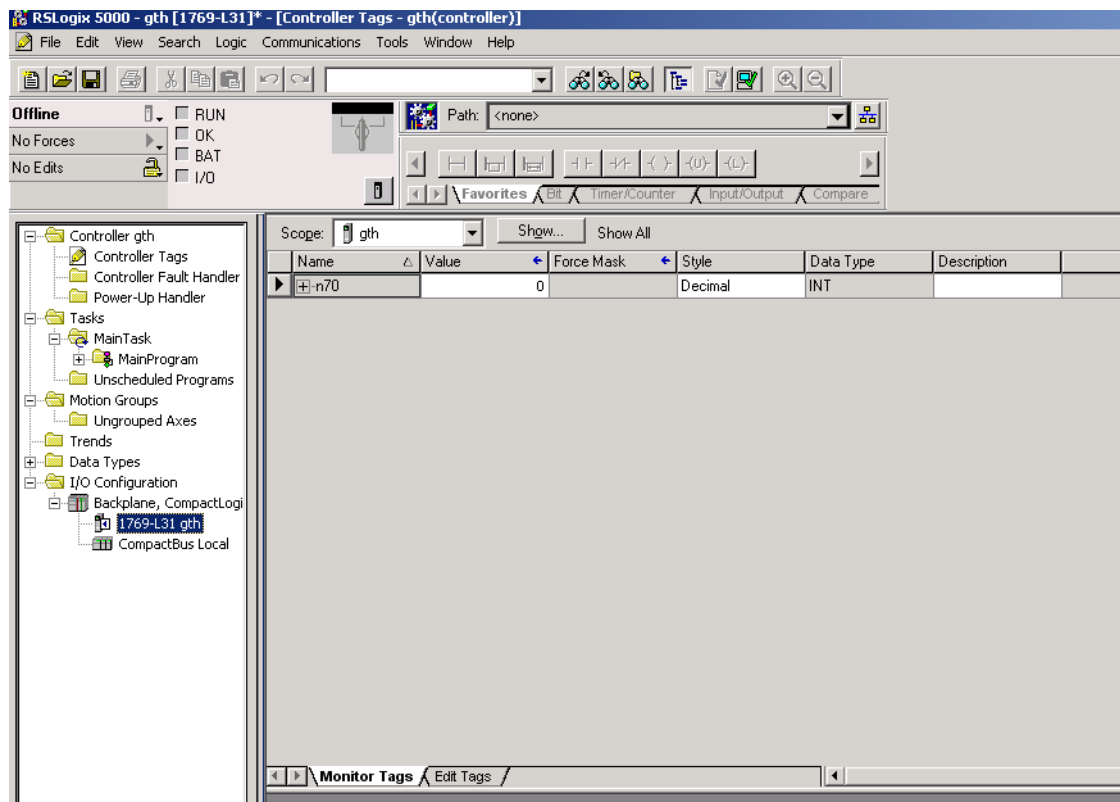 RSLogix 5000 - gth [1769-L31]* - [Controller Tags - gth(controller)]
File Edit View Search Logic Communications Tools Window Help
Offline
RUN
Path: <none>
No Forces
OK
No Edits
BAT
I/O
Favorites Bit Timer/Counter Input/Output Compare
Controller gth
Controller Tags
Controller Fault Handler
Power-Up Handler
Tasks
MainTask
MainProgram
Unscheduled Programs
Motion Groups
Ungrouped Axes
Trends
Data Types
I/O Configuration
Backplane, CompactLogi
1769-L31 gth
CompactBus Local
Scope: gth Show... Show All
Name Value Force Mask Style Data Type Description
n70 0 Decimal INT
Monitor Tags Edit Tags